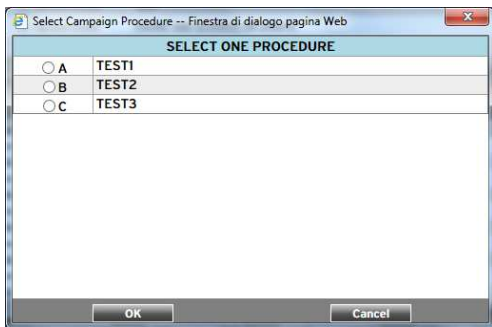 Select Campaign Procedure -- Finestra di dialogo pagina Web
SELECT ONE PROCEDURE
A TEST1
B TEST2
C TEST3
OK Cancel